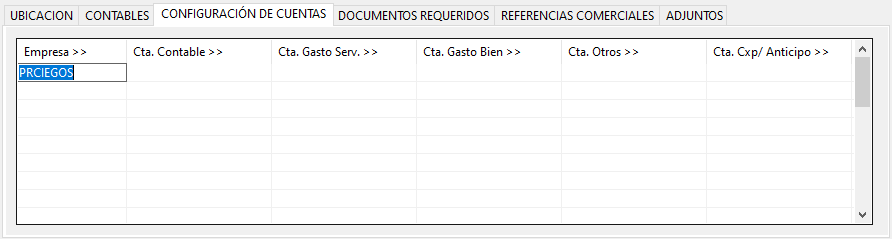 UBICACION CONTABLES CONFIGURACIÓN DE CUENTAS DOCUMENTOS REQUERIDOS REFERENCIAS COMERCIALES ADJUNTOS
Empresa >> Cta. Contable >> Cta. Gasto Serv. >> Cta. Gasto Bien >> Cta. Otros >> Cta. Cxp/ Anticipo >>
PRCIEGOS